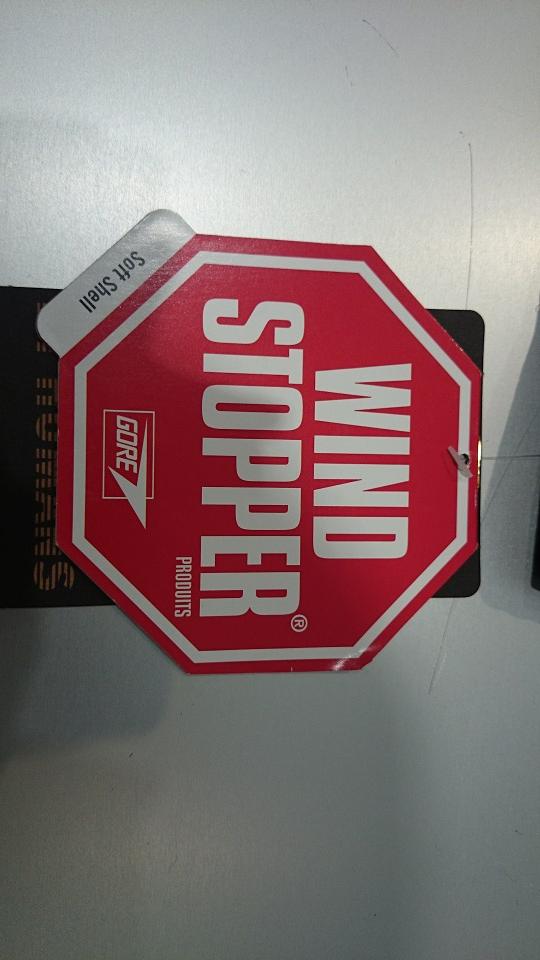 WIND
STOPPER®
PRODUITS
GORE
Soft Shell